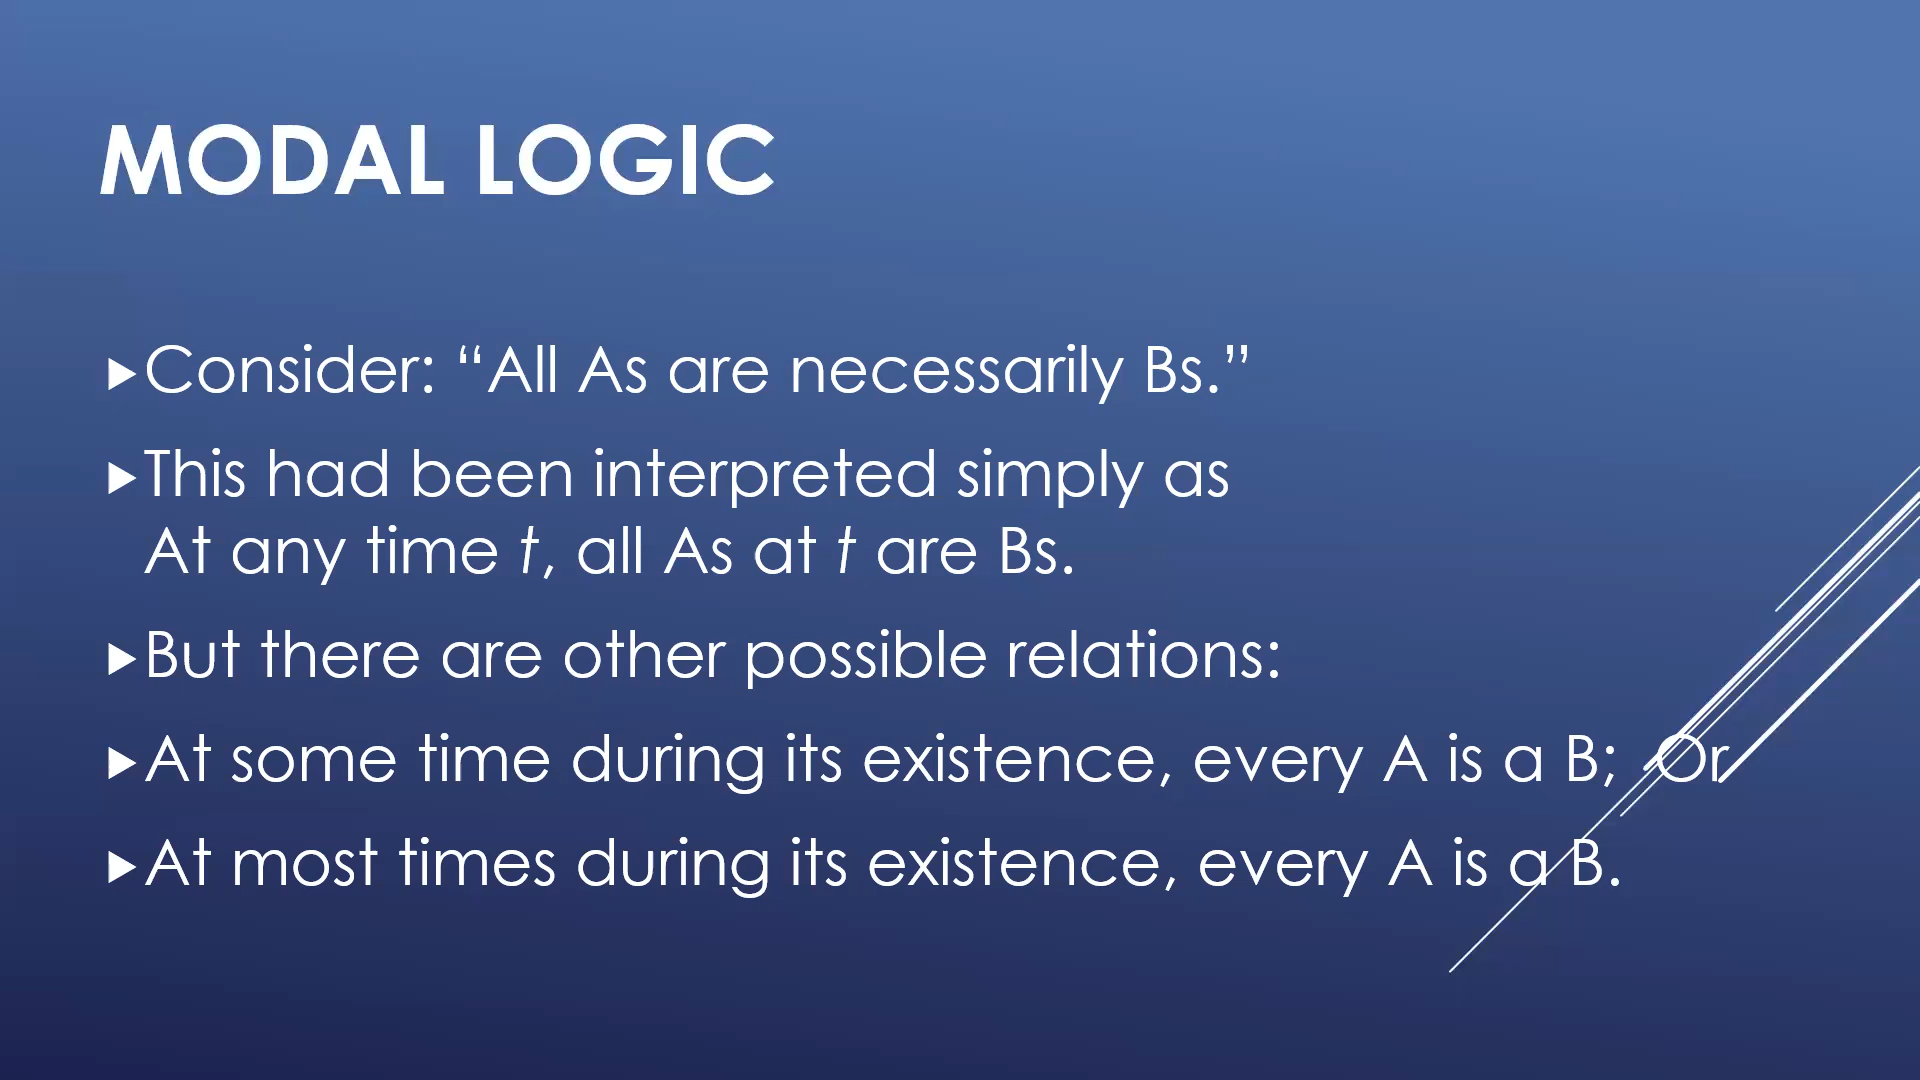 MODAL LOGIC
Consider: “All As are necessarily Bs.”
This had been interpreted simply as
At any time t, all As at t are Bs.
But there are other possible relations:
At some time during its existence, every A is a B;  Or
At most times during its existence, every A is a B.